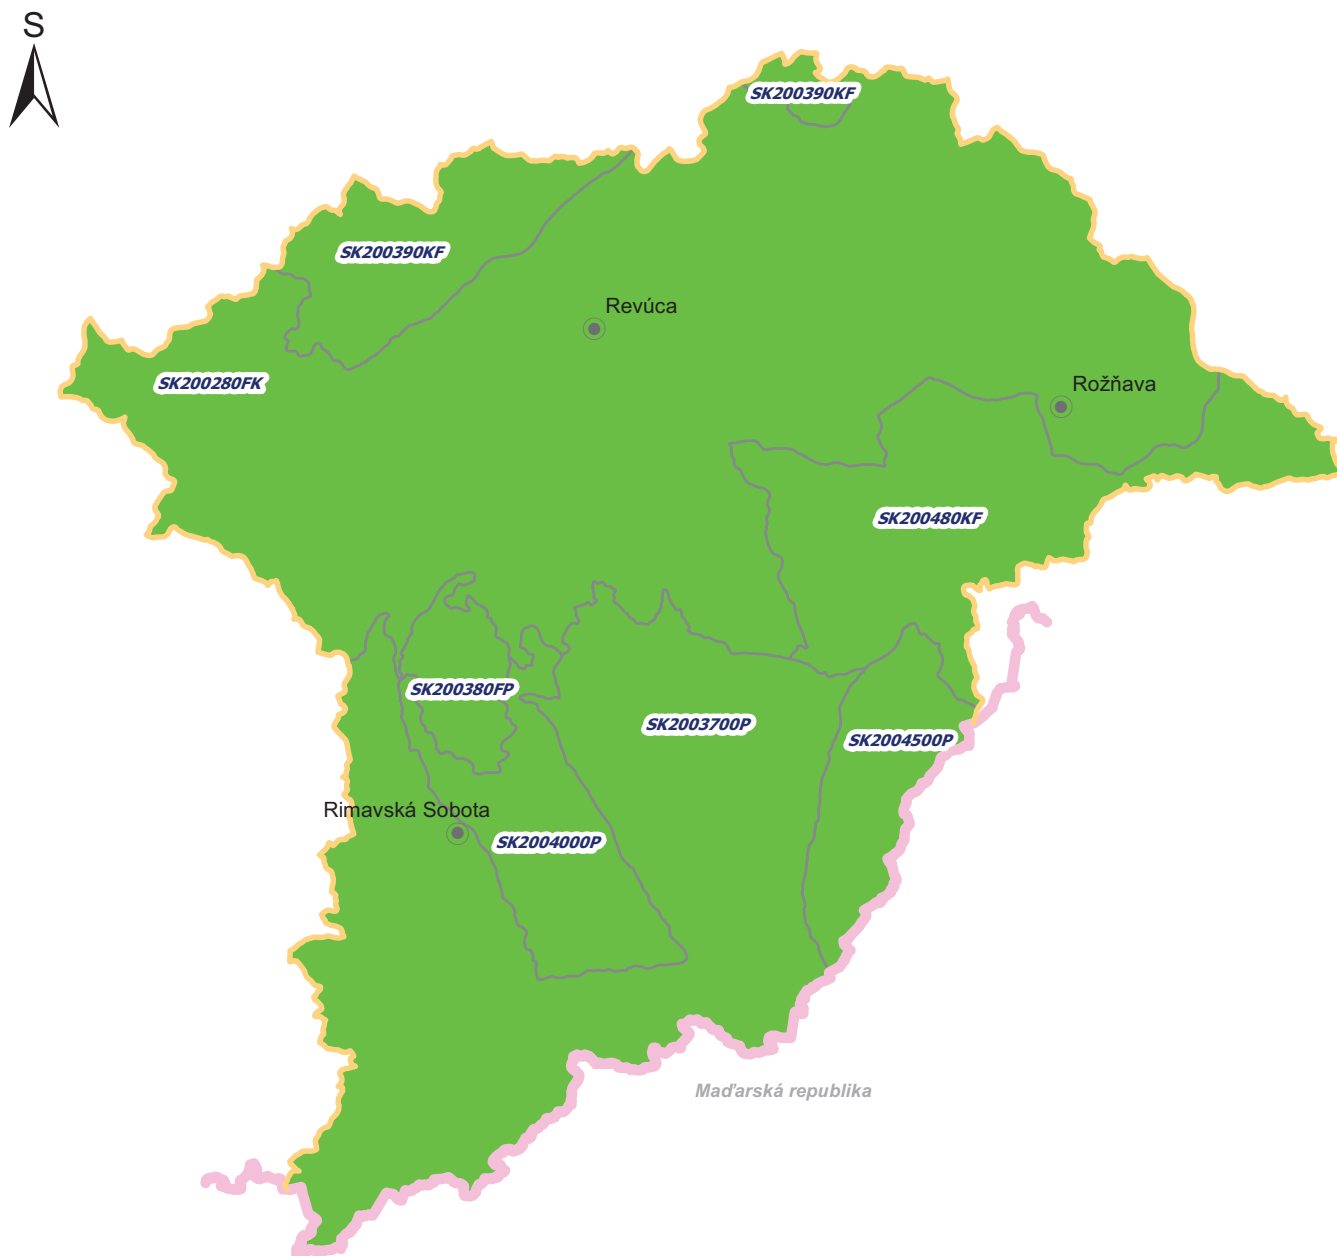 S
SK200390KF
SK200390KF
Revúca
SK200280FK
Rožňava
SK200480KF
SK200380FP
SK2003700P
SK2004500P
Rimavská Sobota
SK2004000P
Maďarská republika